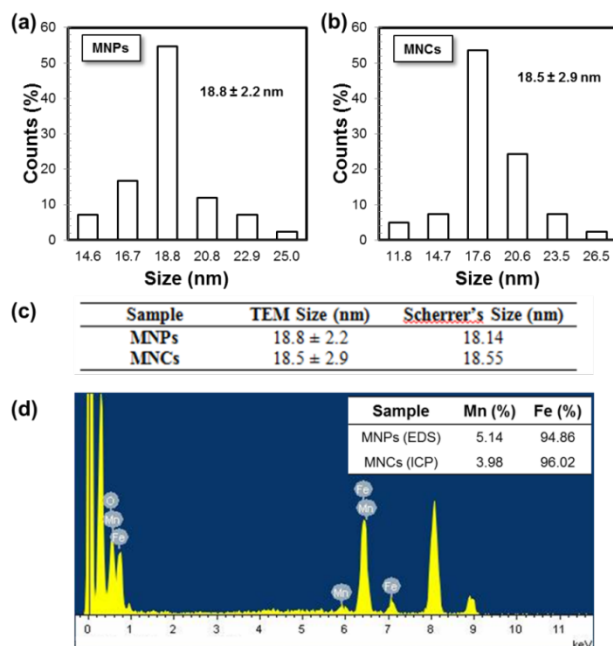 (a)
MNPs
18.8 ± 2.2 nm
Counts (%)
60
50
40
30
20
10
0
14.6 16.7 18.8 20.8 22.9 25.0
Size (nm)
(b)
MNCs
18.5 ± 2.9 nm
Counts (%)
60
50
40
30
20
10
0
11.8 14.7 17.6 20.6 23.5 26.5
Size (nm)
(c)
Sample TEM Size (nm) Scherrer's Size (nm)
MNPs 18.8 ± 2.2 18.14
MNCs 18.5 ± 2.9 18.55
(d)
Sample Mn (%) Fe (%)
MNPs (EDS) 5.14 94.86
MNCs (ICP) 3.98 96.02
O
Mn
Fe
Fe
Mn
Mn
Fe
0 1 2 3 4 5 6 7 8 9 10 11
keV